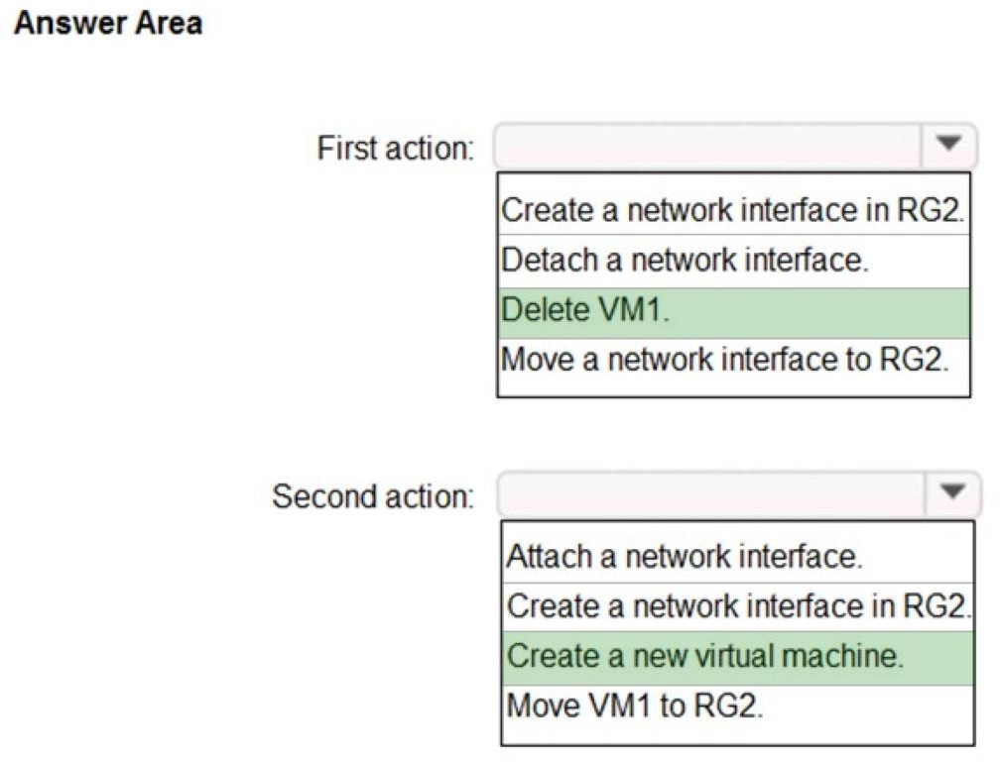 Answer Area
First action:
Create a network interface in RG2.
Detach a network interface.
Delete VM1.
Move a network interface to RG2.
Second action:
Attach a network interface.
Create a network interface in RG2.
Create a new virtual machine.
Move VM1 to RG2.